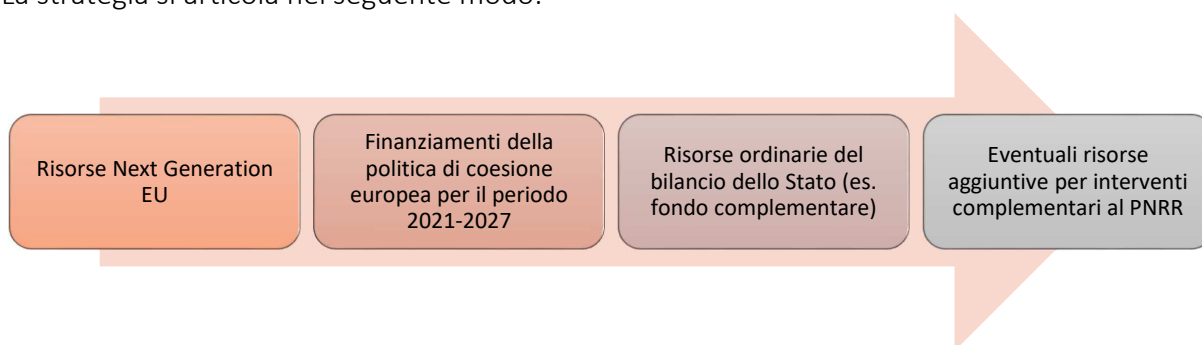 La strategia si articola nel seguente modo:
Risorse Next Generation
EU
Finanziamenti della
politica di coesione
europea per il periodo
2021-2027
Risorse ordinarie del
bilancio dello Stato (es.
fondo complementare)
Eventuali risorse
aggiuntive per interventi
complementari al PNRR